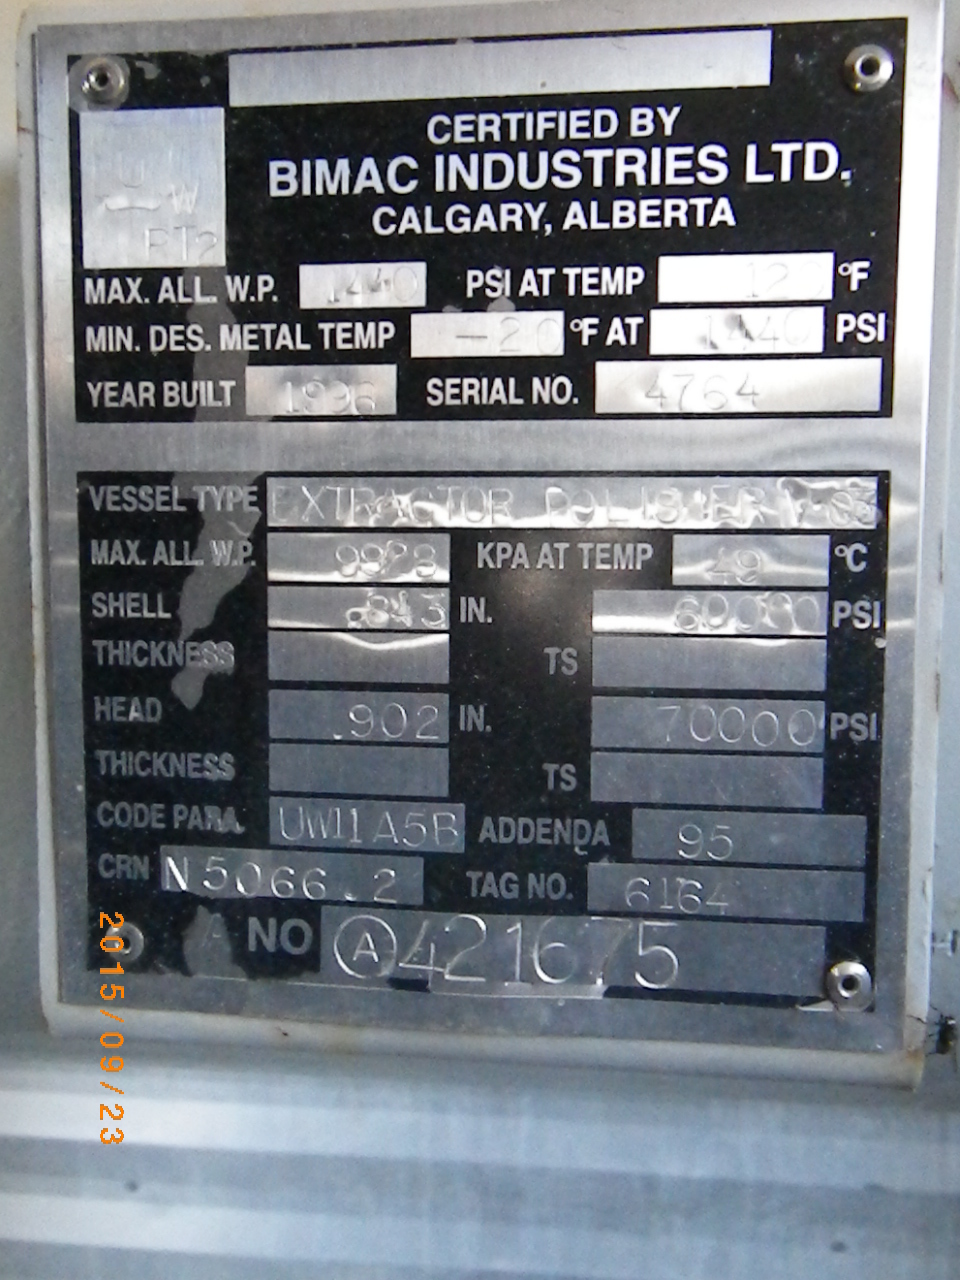 U
W
RT2
CERTIFIED BY
BIMAC INDUSTRIES LTD.
CALGARY, ALBERTA
MAX. ALL. W.P. 1440 PSI AT TEMP 120 °F
MIN. DES. METAL TEMP -20 °F AT 1440 PSI
YEAR BUILT 1996 SERIAL NO. 4764
VESSEL TYPE EXTRACTOR POLISHER
MAX. ALL. W.P. 9928 KPA AT TEMP 49 °C
SHELL .843 IN. 60000 PSI
THICKNESS TS
HEAD .902 IN. 70000 PSI
THICKNESS TS
CODE PARA. UW11A5B ADDENDA 95
CRN N5066.2 TAG NO. 6164
A NO Ⓐ421675
2015/09/23